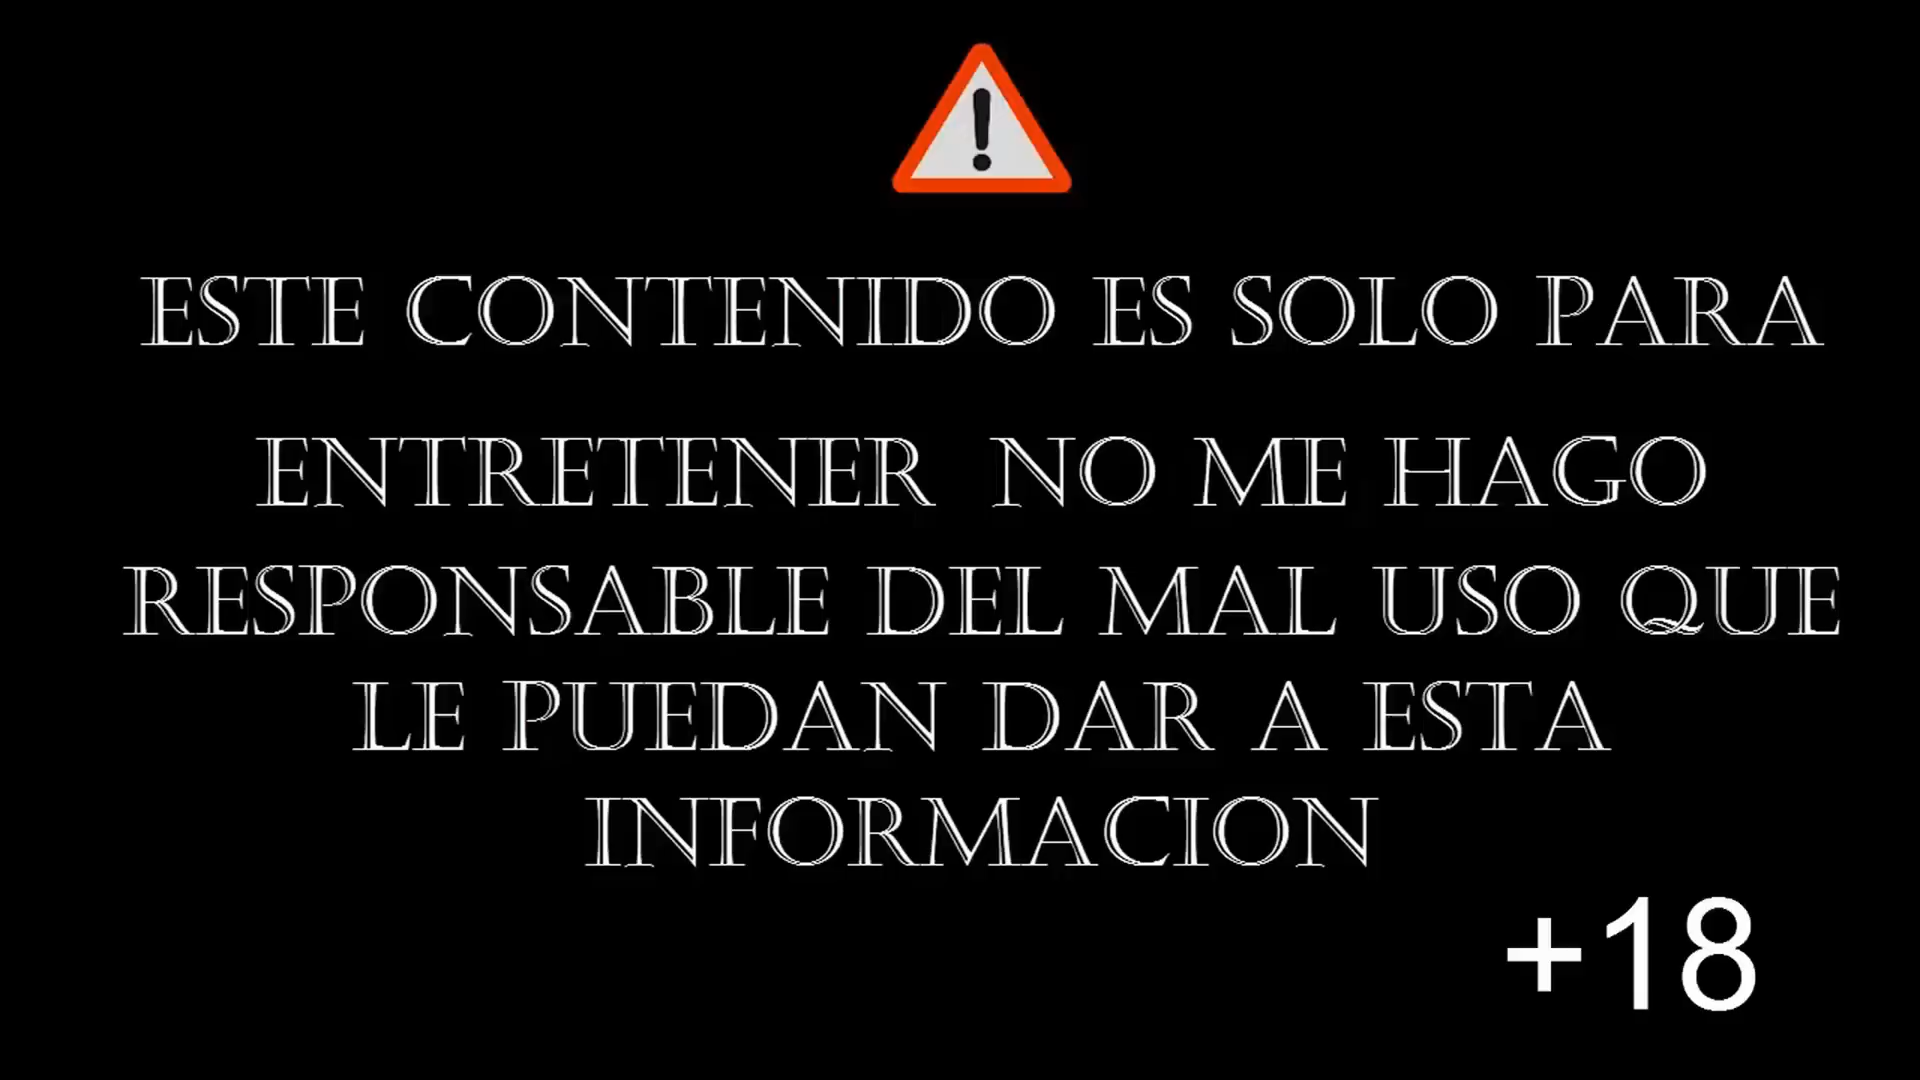 ESTE CONTENIDO ES SOLO PARA
ENTRETENER NO ME HAGO
RESPONSABLE DEL MAL USO QUE
LE PUEDAN DAR A ESTA
INFORMACION
+18